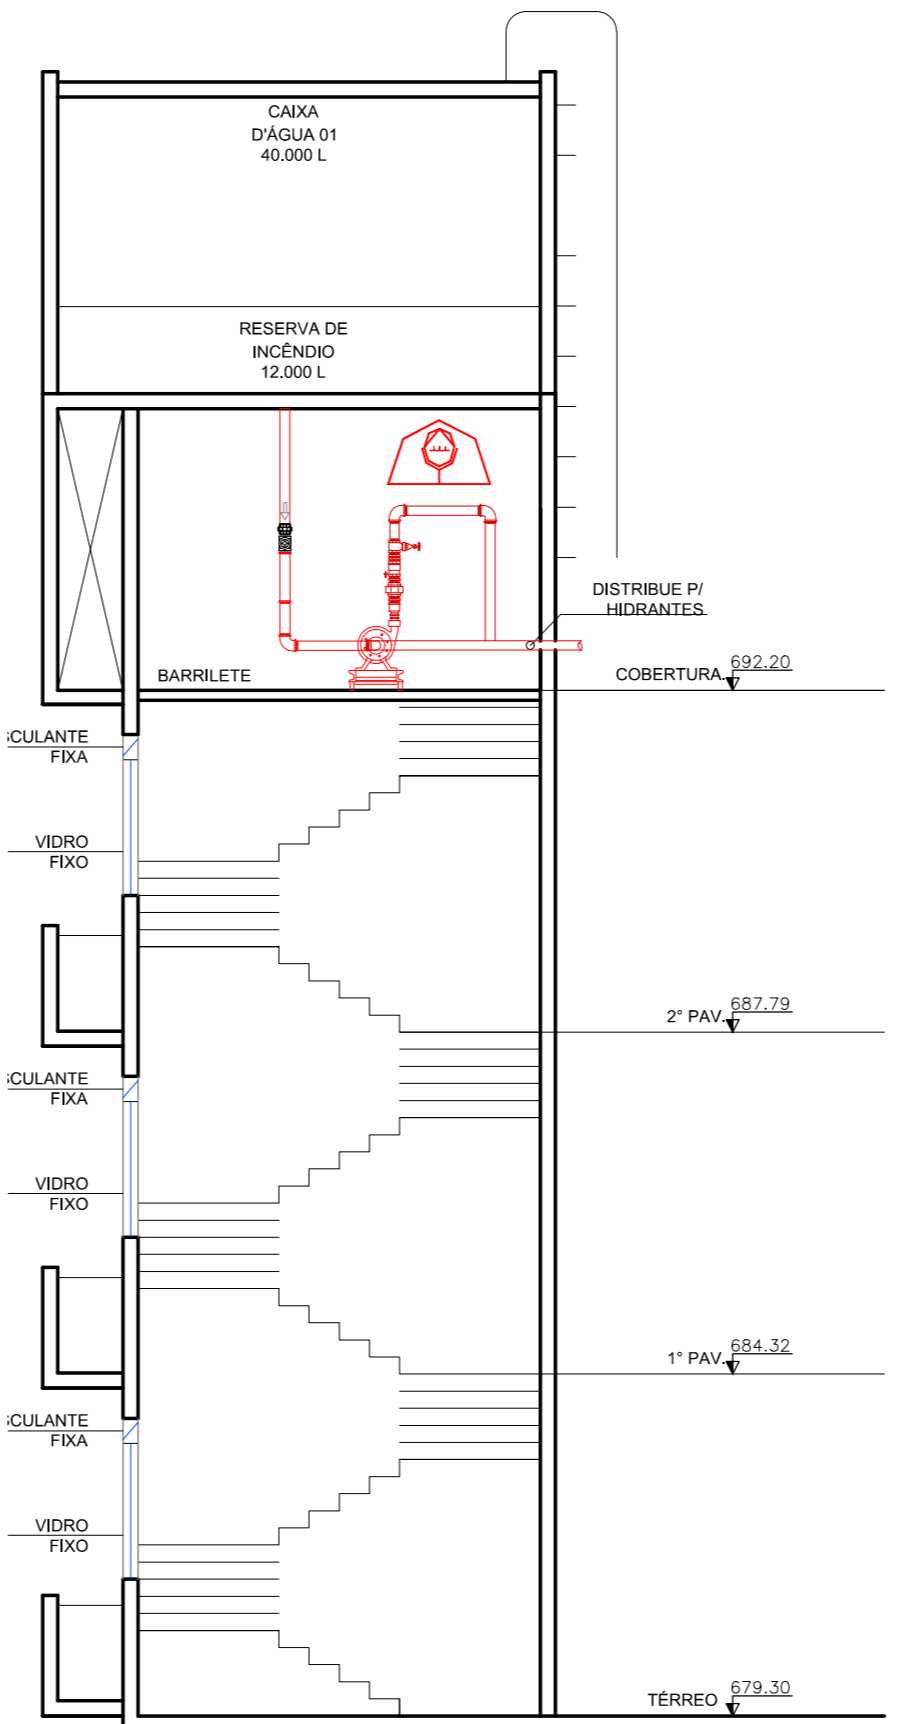 CAIXA
D'ÁGUA 01
40.000 L
RESERVA DE
INCÊNDIO
12.000 L
DISTRIBUE P/
HIDRANTES
BARRILETE
COBERTURA.
692.20
SCULANTE
FIXA
VIDRO
FIXO
2° PAV.
687.79
SCULANTE
FIXA
VIDRO
FIXO
1° PAV.
684.32
SCULANTE
FIXA
VIDRO
FIXO
TÉRREO
679.30